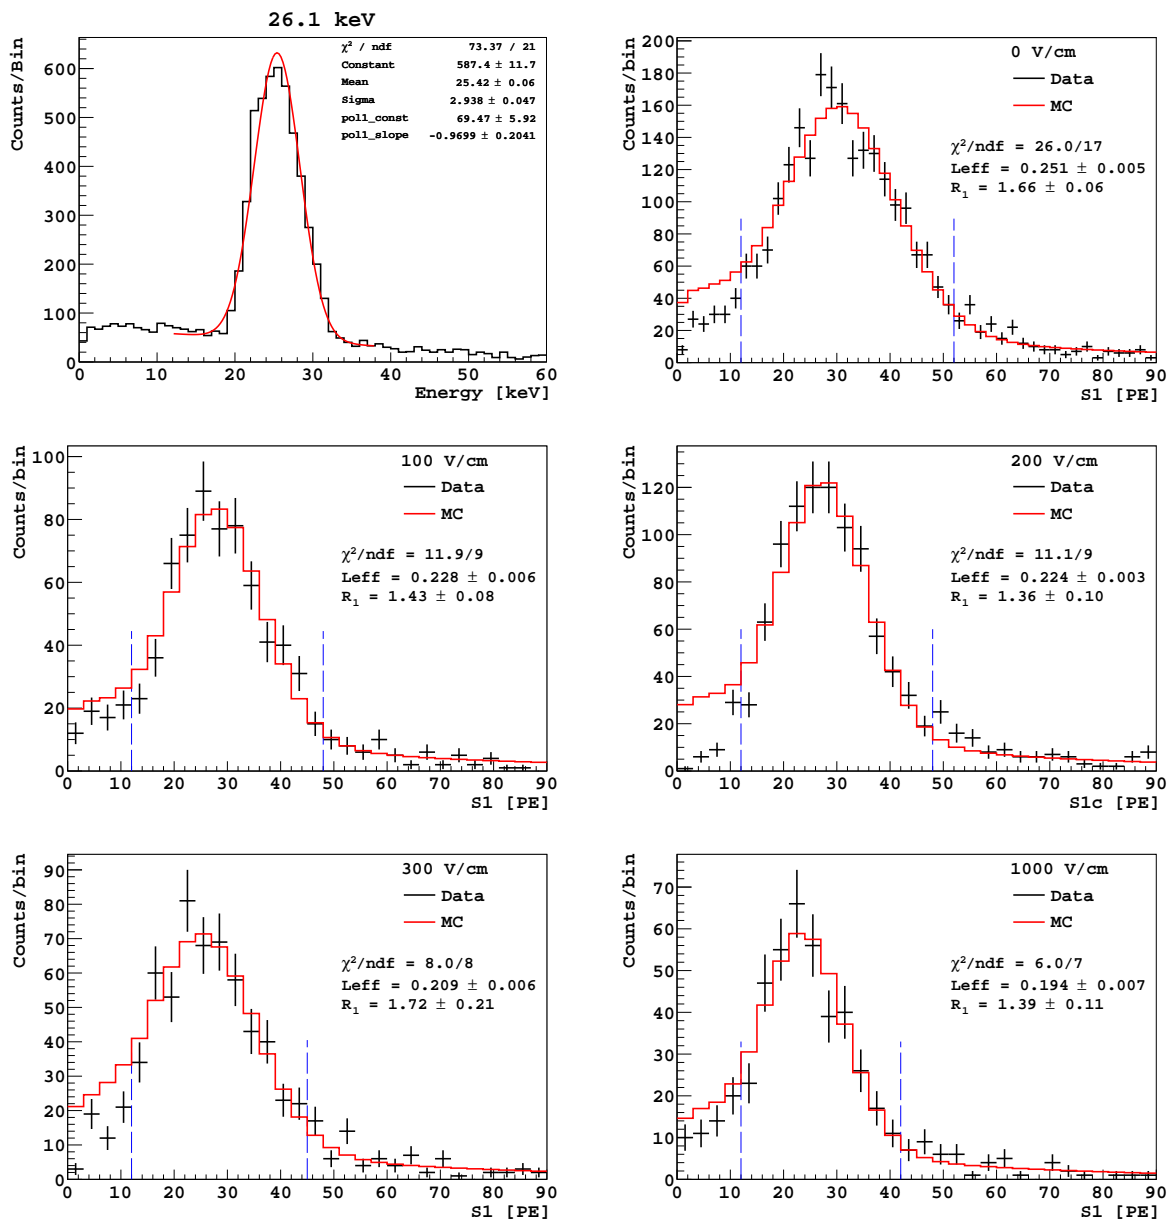 26.1 keV
Counts/Bin
χ² / ndf 73.37 / 21
Constant 587.4 ± 11.7
Mean 25.42 ± 0.06
Sigma 2.938 ± 0.047
pol1_const 69.47 ± 5.92
pol1_slope -0.9699 ± 0.2041
600
500
400
300
200
100
0
0 10 20 30 40 50 60
Energy [keV]
Counts/bin
0 V/cm
Data
MC
χ²/ndf = 26.0/17
Leff = 0.251 ± 0.005
R₁ = 1.66 ± 0.06
200
180
160
140
120
100
80
60
40
20
0
0 10 20 30 40 50 60 70 80 90
S1 [PE]
Counts/bin
100 V/cm
Data
MC
χ²/ndf = 11.9/9
Leff = 0.228 ± 0.006
R₁ = 1.43 ± 0.08
100
80
60
40
20
0
0 10 20 30 40 50 60 70 80 90
S1 [PE]
Counts/bin
200 V/cm
Data
MC
χ²/ndf = 11.1/9
Leff = 0.224 ± 0.003
R₁ = 1.36 ± 0.10
120
100
80
60
40
20
0
0 10 20 30 40 50 60 70 80 90
S1c [PE]
Counts/bin
300 V/cm
Data
MC
χ²/ndf = 8.0/8
Leff = 0.209 ± 0.006
R₁ = 1.72 ± 0.21
90
80
70
60
50
40
30
20
10
0
0 10 20 30 40 50 60 70 80 90
S1 [PE]
Counts/bin
1000 V/cm
Data
MC
χ²/ndf = 6.0/7
Leff = 0.194 ± 0.007
R₁ = 1.39 ± 0.11
70
60
50
40
30
20
10
0
0 10 20 30 40 50 60 70 80 90
S1 [PE]